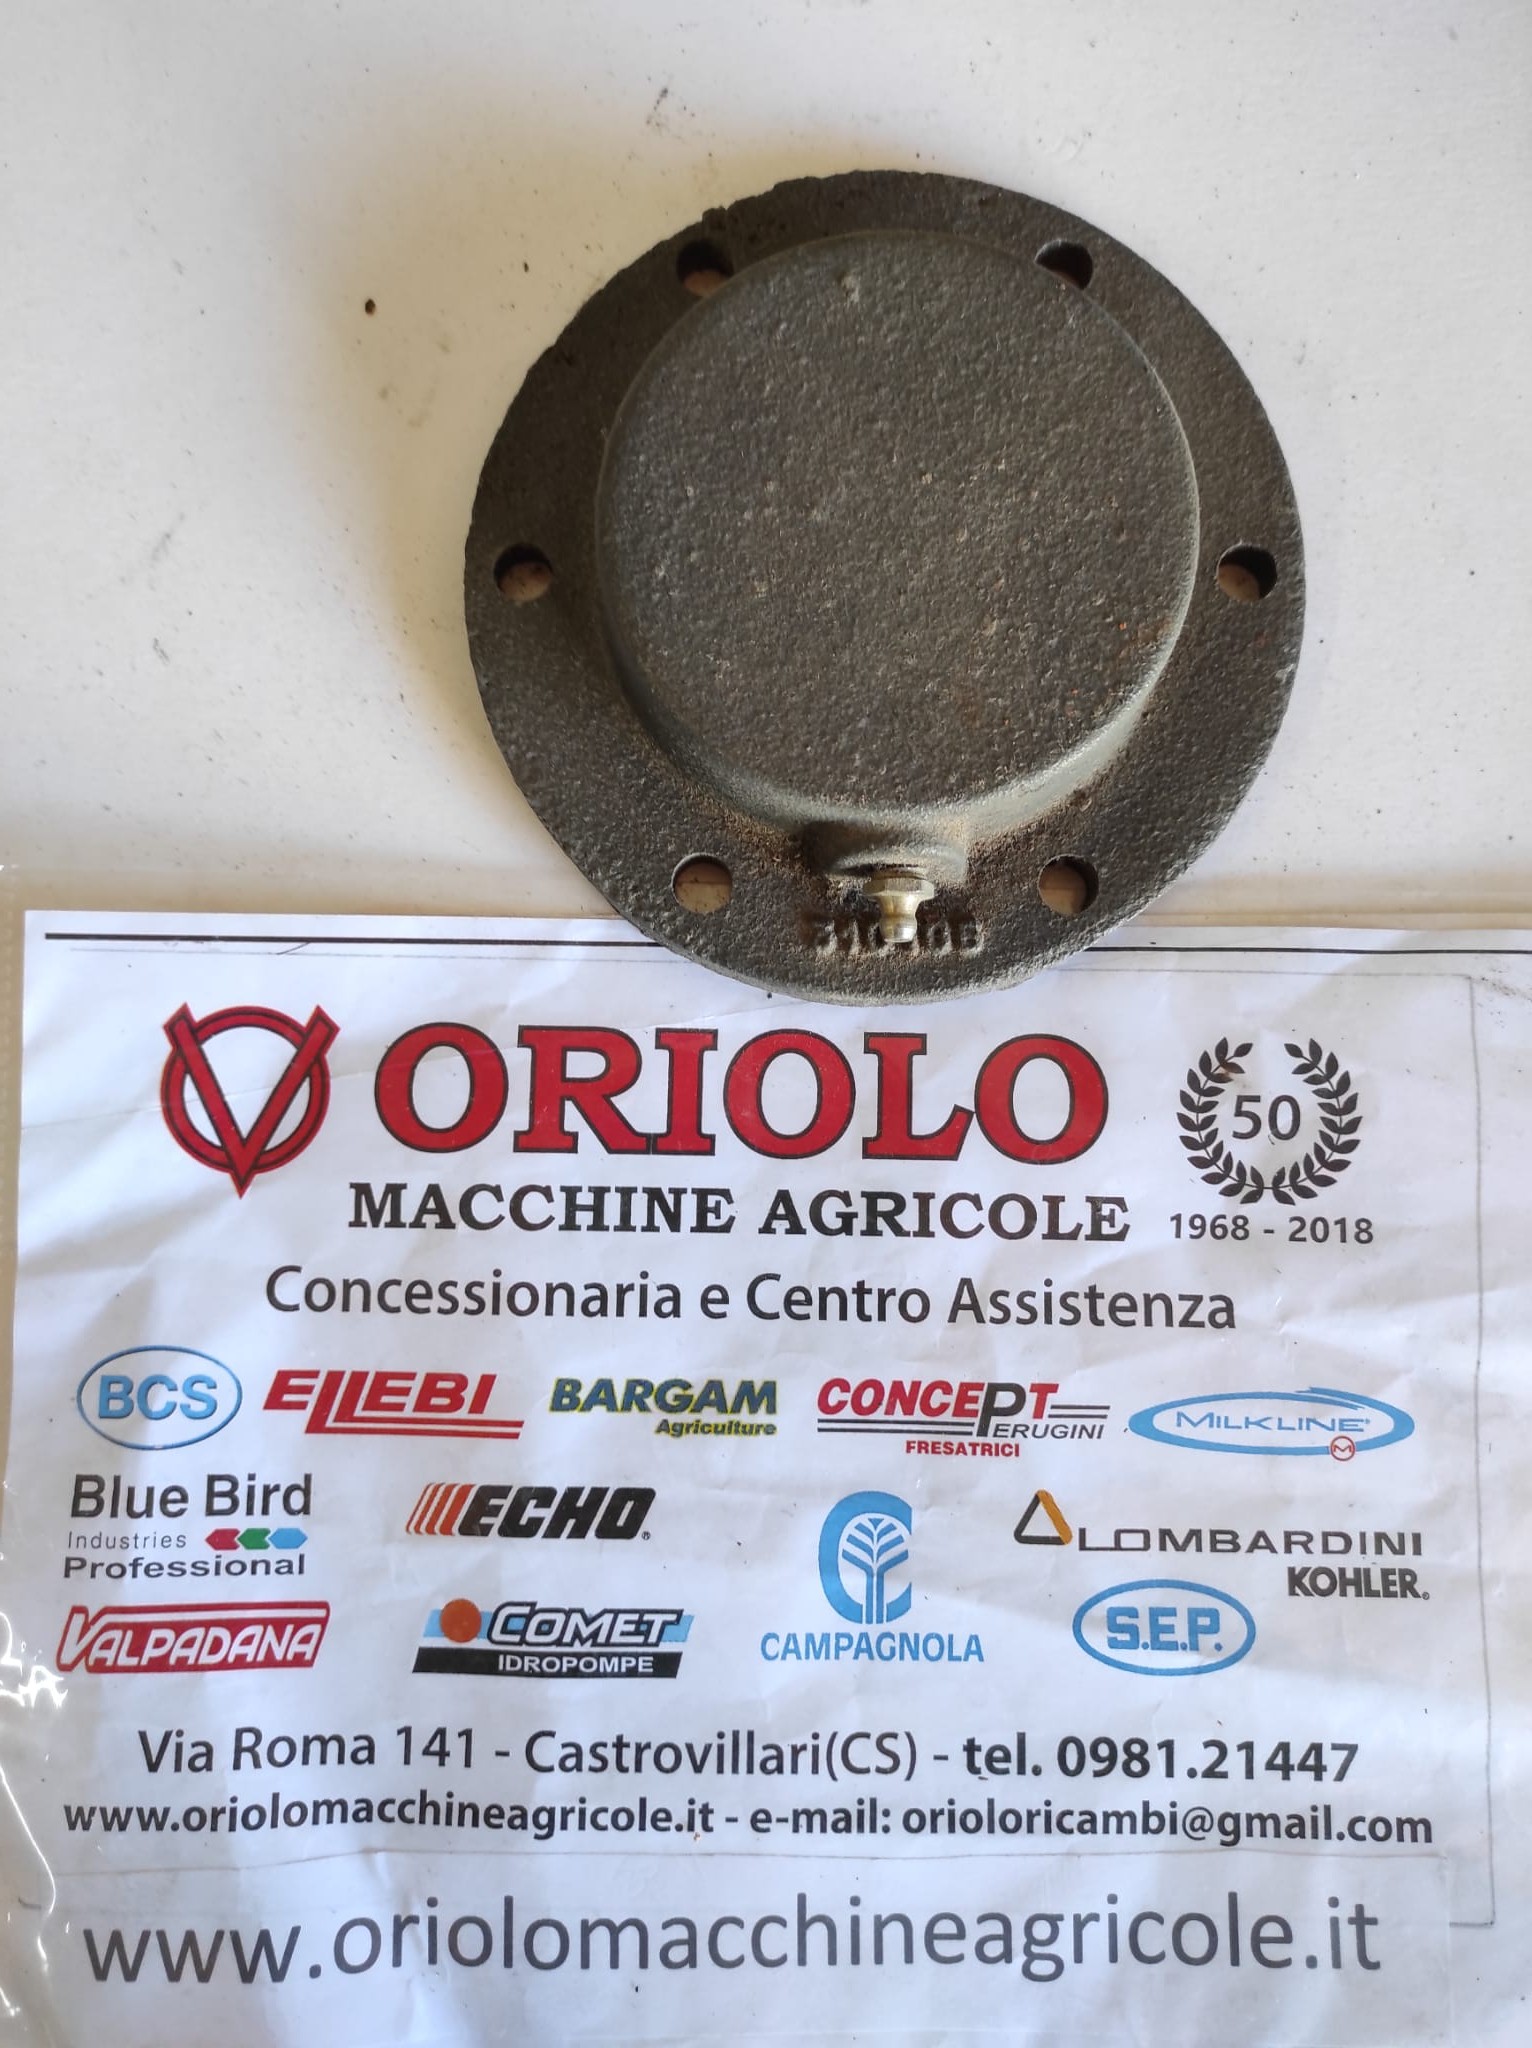 V ORIOLO
50
MACCHINE AGRICOLE
1968 - 2018
Concessionaria e Centro Assistenza
BCS ELLEBI BARGAM Agriculture CONCEPT PERUGINI FRESATRICI MILKLINE® M
Blue Bird Industries Professional ECHO® LOMBARDINI KOHLER®
VALPADANA COMET IDROPOMPE C CAMPAGNOLA S.E.P.
Via Roma 141 - Castrovillari(CS) - tel. 0981.21447
www.oriolomacchineagricole.it - e-mail: orioloricambi@gmail.com
www.oriolomacchineagricole.it